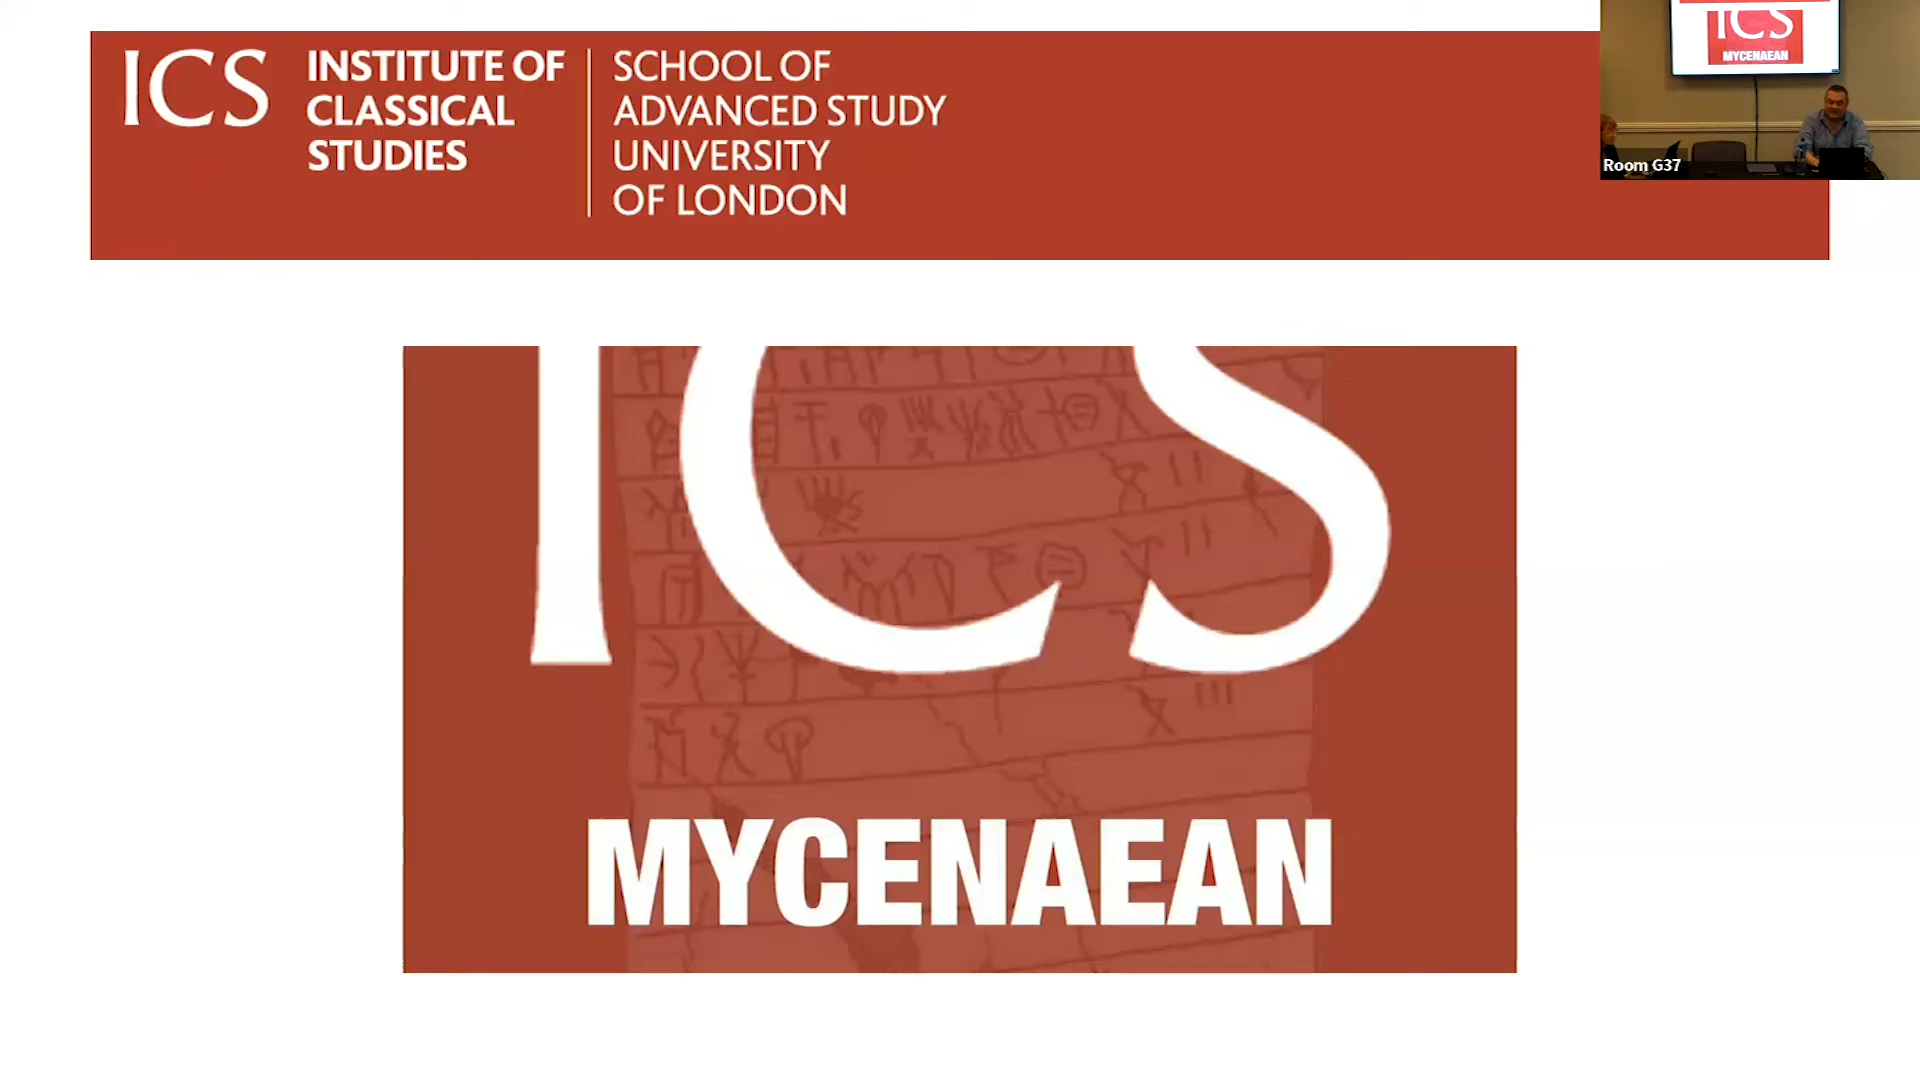 ICS
INSTITUTE OF
CLASSICAL
STUDIES
SCHOOL OF
ADVANCED STUDY
UNIVERSITY
OF LONDON
ICS
MYCENAEAN
Room G37
ICS
MYCENAEAN